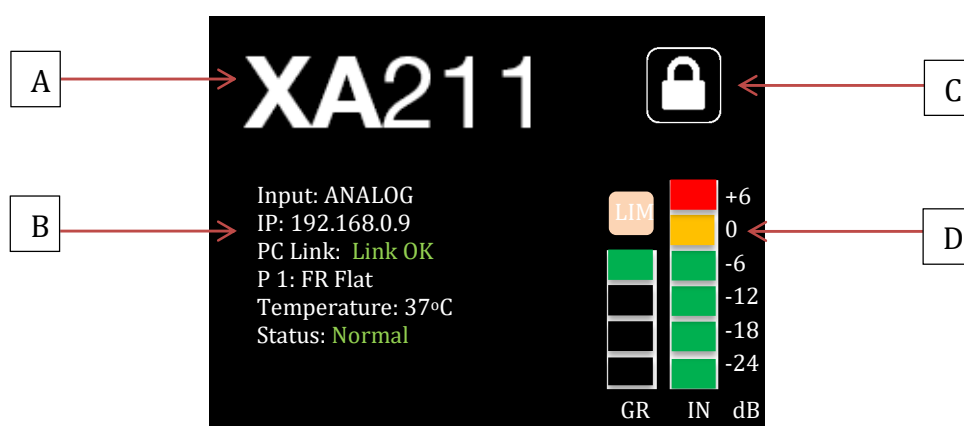 A
XA211
C
B
Input: ANALOG
IP: 192.168.0.9
PC Link: Link OK
P 1: FR Flat
Temperature: 37ºC
Status: Normal
LIM
+6
0
-6
-12
-18
-24
D
GR IN dB